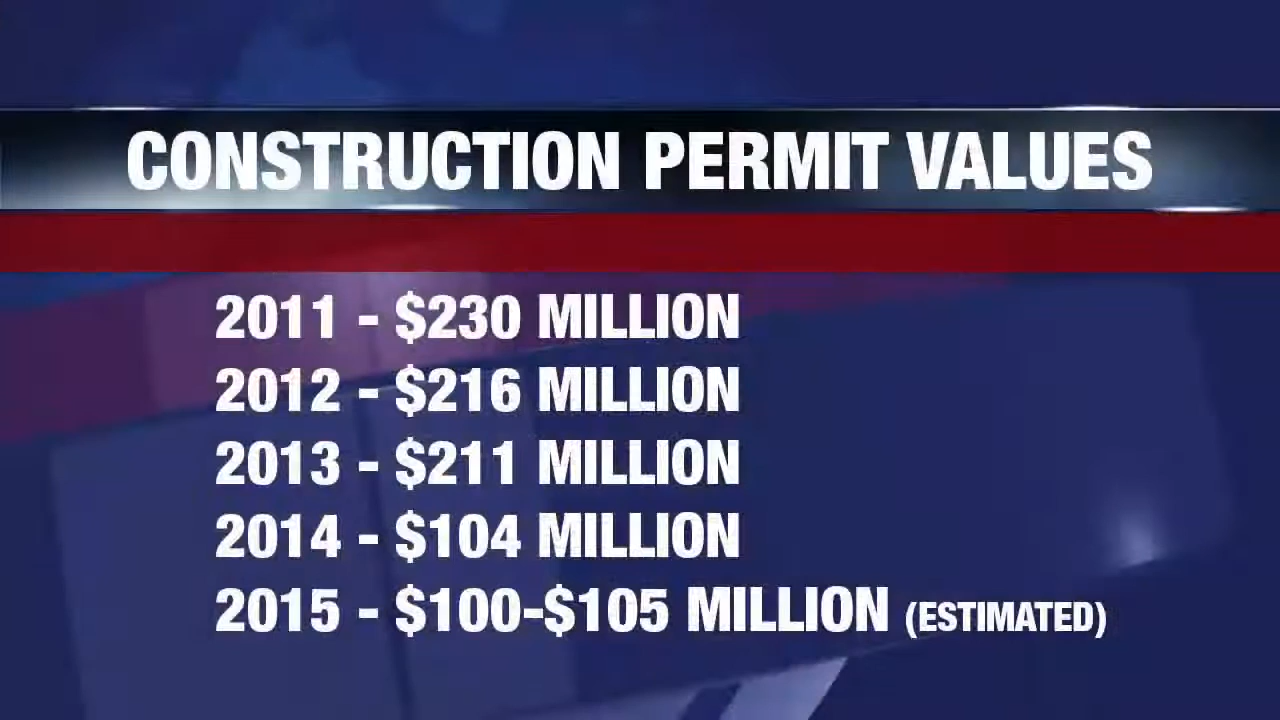 CONSTRUCTION PERMIT VALUES
2011 - $230 MILLION
2012 - $216 MILLION
2013 - $211 MILLION
2014 - $104 MILLION
2015 - $100-$105 MILLION (ESTIMATED)